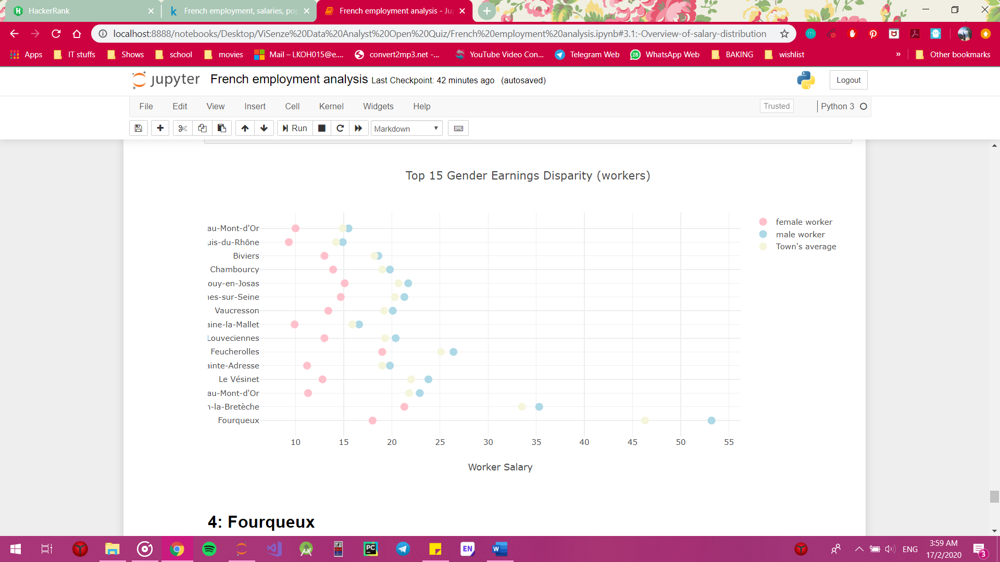 HackerRank
French employment, salaries, po
French employment analysis - Ju
localhost:8888/notebooks/Desktop/ViSenze%20Data%20Analyst%20Open%20Quiz/French%20employment%20analysis.ipynb#3.1:-Overview-of-salary-distribution
Apps IT stuffs Shows school movies Mail – LKOH015@e.... convert2mp3.net -... YouTube Video Con... Telegram Web 28 WhatsApp Web BAKING wishlist » Other bookmarks
jupyter French employment analysis Last Checkpoint: 42 minutes ago (autosaved) Logout
File Edit View Insert Cell Kernel Widgets Help Trusted Python 3
Run Markdown
Top 15 Gender Earnings Disparity (workers)
female worker
male worker
Town's average
au-Mont-d'Or
uis-du-Rhône
Biviers
Chambourcy
ouy-en-Josas
nes-sur-Seine
Vaucresson
aine-la-Mallet
Louveciennes
Feucherolles
ainte-Adresse
Le Vésinet
au-Mont-d'Or
n-la-Bretèche
Fourqueux
10 15 20 25 30 35 40 45 50 55
Worker Salary
4: Fourqueux
PC EN W ENG
3:59 AM
17/2/2020
3